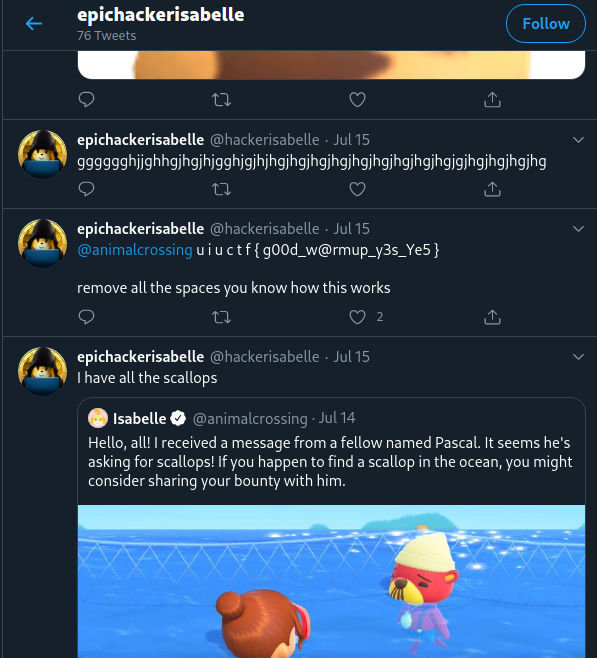 epichackerisabelle
76 Tweets
Follow
epichackerisabelle @hackerisabelle · Jul 15
gggggghjjghhgjhgjhjgghjgjhjhgjhgjhgjhgjhgjhgjhgjhgjhgjhgjgjhgjhgjhgjhg
epichackerisabelle @hackerisabelle · Jul 15
@animalcrossing u i u c t f { g00d_w@rmup_y3s_Ye5 }
remove all the spaces you know how this works
2
epichackerisabelle @hackerisabelle · Jul 15
I have all the scallops
Isabelle @animalcrossing · Jul 14
Hello, all! I received a message from a fellow named Pascal. It seems he's
asking for scallops! If you happen to find a scallop in the ocean, you might
consider sharing your bounty with him.